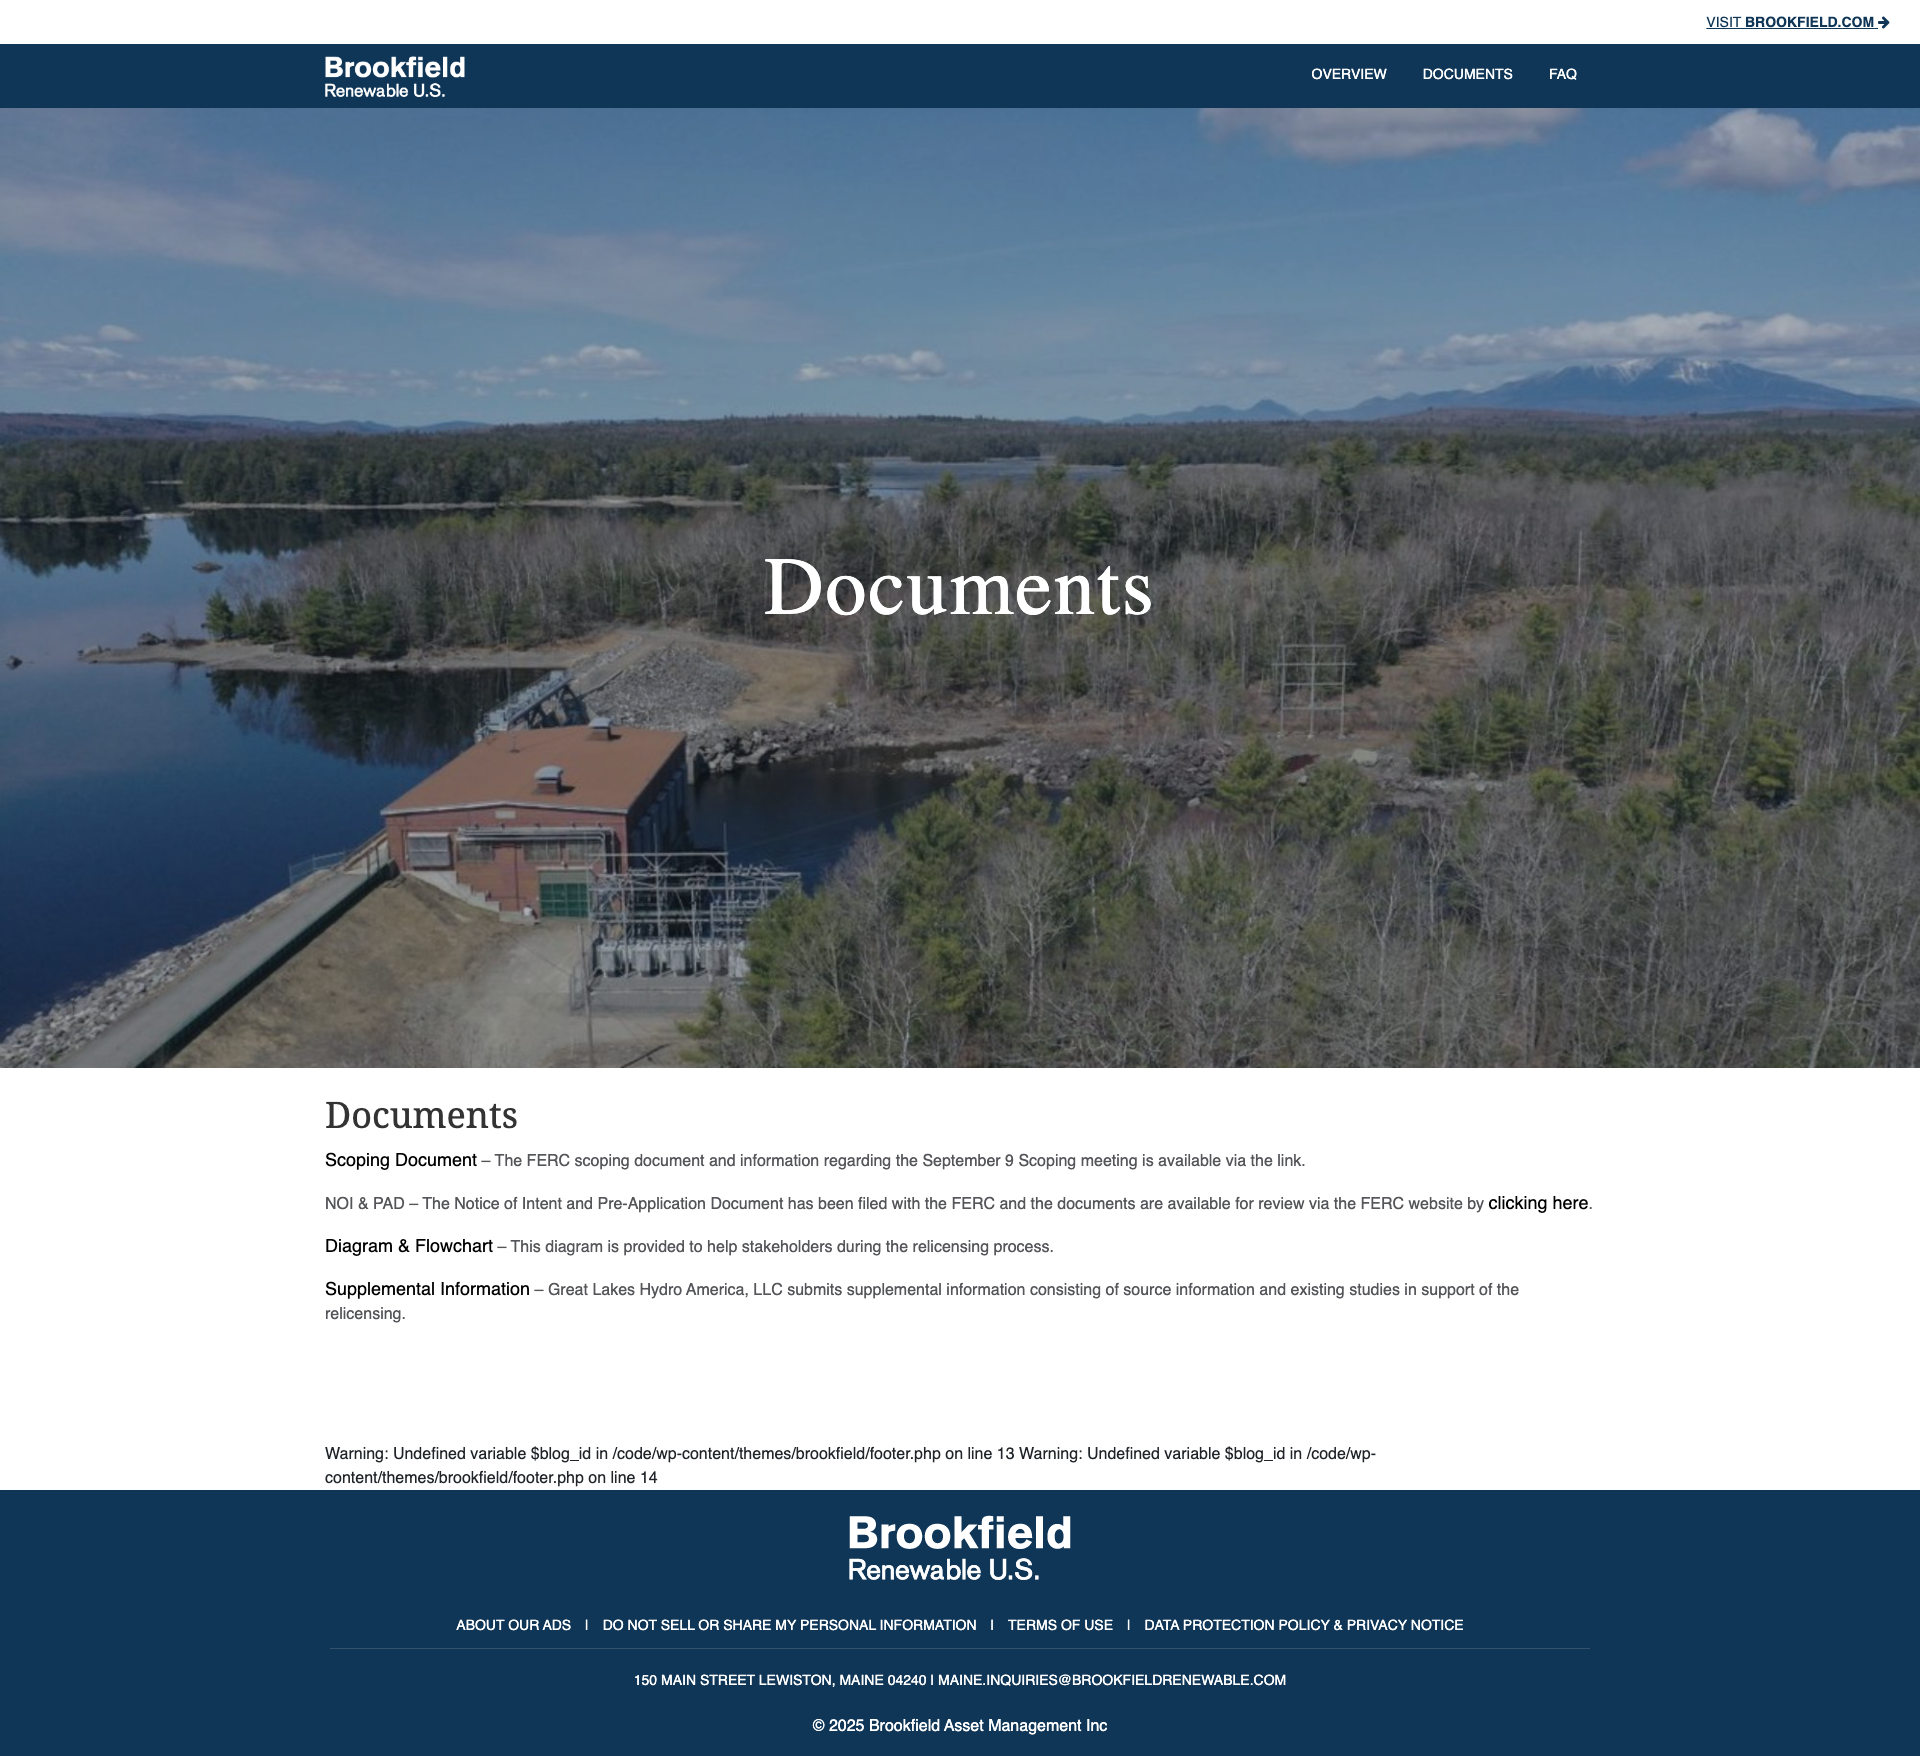 VISIT BROOKFIELD.COM
Brookfield
Renewable U.S.
OVERVIEW DOCUMENTS FAQ
Documents
Documents
Scoping Document – The FERC scoping document and information regarding the September 9 Scoping meeting is available via the link.
NOI & PAD – The Notice of Intent and Pre-Application Document has been filed with the FERC and the documents are available for review via the FERC website by clicking here.
Diagram & Flowchart – This diagram is provided to help stakeholders during the relicensing process.
Supplemental Information – Great Lakes Hydro America, LLC submits supplemental information consisting of source information and existing studies in support of the
relicensing.
Warning: Undefined variable $blog_id in /code/wp-content/themes/brookfield/footer.php on line 13 Warning: Undefined variable $blog_id in /code/wp-
content/themes/brookfield/footer.php on line 14
Brookfield
Renewable U.S.
ABOUT OUR ADS | DO NOT SELL OR SHARE MY PERSONAL INFORMATION | TERMS OF USE | DATA PROTECTION POLICY & PRIVACY NOTICE
150 MAIN STREET LEWISTON, MAINE 04240 | MAINE.INQUIRIES@BROOKFIELDRENEWABLE.COM
© 2025 Brookfield Asset Management Inc